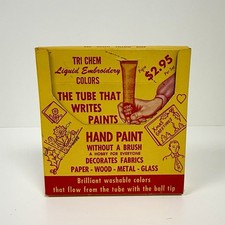 TRI CHEM
Liquid Embroidery
COLORS
$2.95
THE TUBE THAT
WRITES
PAINTS
HAND PAINT
WITHOUT A BRUSH
A HOBBY FOR EVERYONE
DECORATES FABRICS
PAPER - WOOD - METAL - GLASS
Brilliant washable colors
that flow from the tube with the ball tip